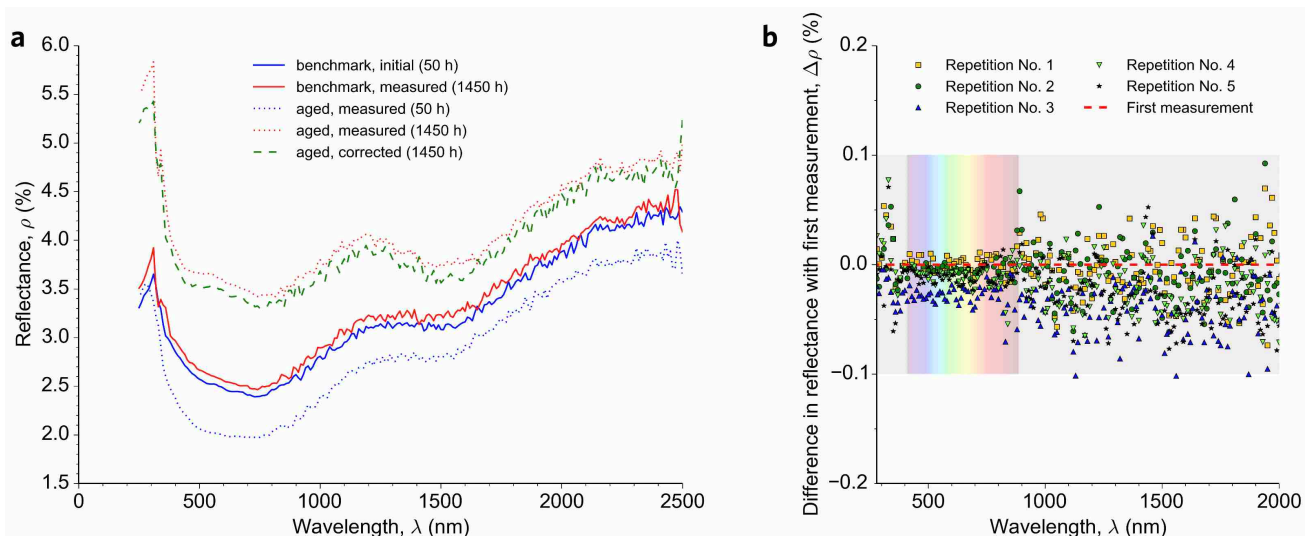 a
6.0
5.5
5.0
4.5
4.0
3.5
3.0
2.5
2.0
1.5
Reflectance, ρ (%)
benchmark, initial (50 h)
benchmark, measured (1450 h)
aged, measured (50 h)
aged, measured (1450 h)
aged, corrected (1450 h)
0 500 1000 1500 2000 2500
Wavelength, λ (nm)
b
0.2
0.1
0.0
−0.1
−0.2
Difference in reflectance with first measurement, Δρ (%)
Repetition No. 1
Repetition No. 2
Repetition No. 3
Repetition No. 4
Repetition No. 5
First measurement
500 1000 1500 2000
Wavelength, λ (nm)